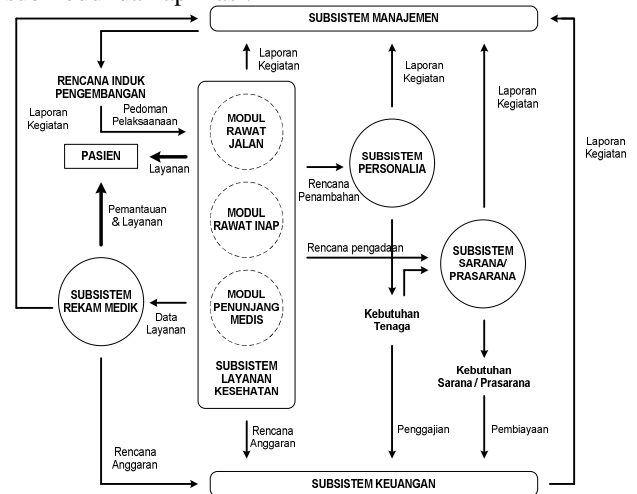 SUBSISTEM MANAJEMEN
RENCANA INDUK
PENGEMBANGAN
Laporan
Kegiatan
Pedoman
Pelaksaanaan
PASIEN
Layanan
Pemantauan
& Layanan
SUBSISTEM
REKAM MEDIK
Data
Layanan
Rencana
Anggaran
Laporan
Kegiatan
MODUL
RAWAT
JALAN
MODUL
RAWAT INAP
MODUL
PENUNJANG
MEDIS
SUBSISTEM
LAYANAN
KESEHATAN
Rencana
Anggaran
Laporan
Kegiatan
SUBSISTEM
PERSONALIA
Rencana
Penambahan
Rencana pengadaan
Kebutuhan
Tenaga
Penggajian
Laporan
Kegiatan
SUBSISTEM
SARANA/
PRASARANA
Kebutuhan
Sarana / Prasarana
Pembiayaan
Laporan
Kegiatan
SUBSISTEM KEUANGAN